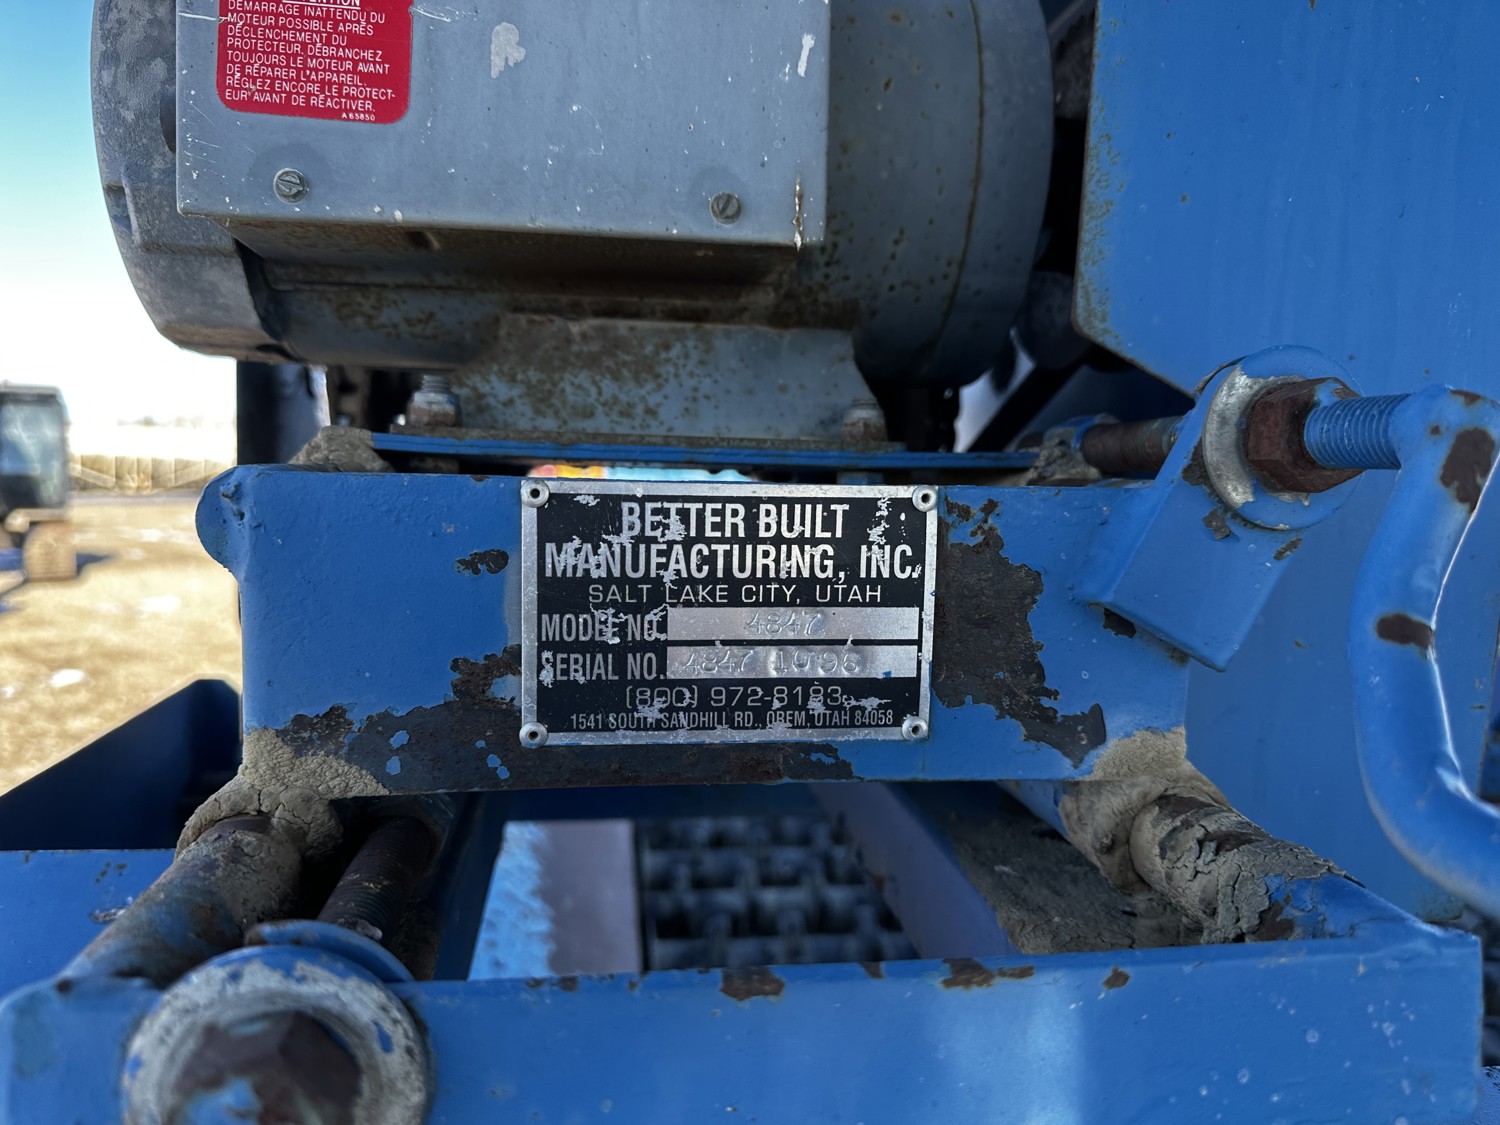 ATTENTION
DEMARRAGE INATTENDU DU
MOTEUR POSSIBLE APRÈS
DÉCLENCHEMENT DU
PROTECTEUR. DÉBRANCHEZ
TOUJOURS LE MOTEUR AVANT
DE RÉPARER L'APPAREIL.
RÉGLEZ ENCORE LE PROTECT-
EUR AVANT DE RÉACTIVER.
A 65850
BETTER BUILT
MANUFACTURING, INC.
SALT LAKE CITY, UTAH
MODEL NO. 4847
SERIAL NO. 4847 1096
(800) 972-8183
1541 SOUTH SANDHILL RD., OREM, UTAH 84058